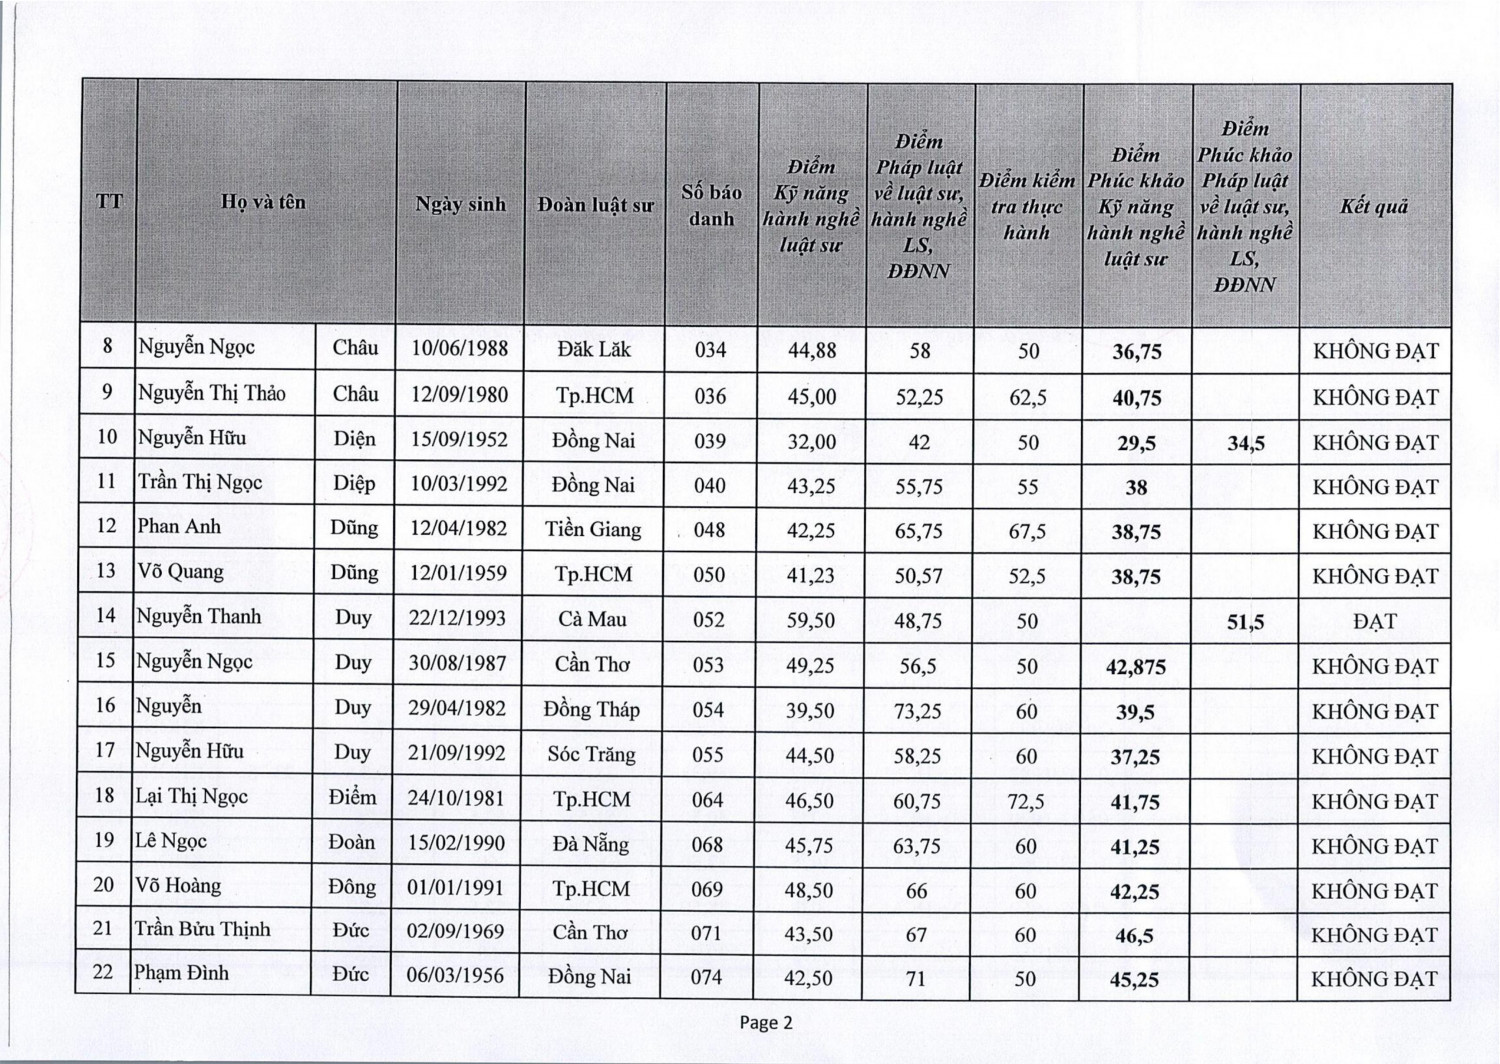 TT Họ và tên Ngày sinh Đoàn luật sư Số báo danh Điểm Kỹ năng hành nghề luật sư Điểm Pháp luật về luật sư, hành nghề LS, ĐĐNN Điểm kiểm tra thực hành Điểm Phúc khảo Kỹ năng hành nghề luật sư Điểm Phúc khảo Pháp luật về luật sư, hành nghề LS, ĐĐNN Kết quả
8 Nguyễn Ngọc Châu 10/06/1988 Đăk Lăk 034 44,88 58 50 36,75 KHÔNG ĐẠT
9 Nguyễn Thị Thảo Châu 12/09/1980 Tp.HCM 036 45,00 52,25 62,5 40,75 KHÔNG ĐẠT
10 Nguyễn Hữu Diện 15/09/1952 Đồng Nai 039 32,00 42 50 29,5 34,5 KHÔNG ĐẠT
11 Trần Thị Ngọc Diệp 10/03/1992 Đồng Nai 040 43,25 55,75 55 38 KHÔNG ĐẠT
12 Phan Anh Dũng 12/04/1982 Tiền Giang 048 42,25 65,75 67,5 38,75 KHÔNG ĐẠT
13 Võ Quang Dũng 12/01/1959 Tp.HCM 050 41,23 50,57 52,5 38,75 KHÔNG ĐẠT
14 Nguyễn Thanh Duy 22/12/1993 Cà Mau 052 59,50 48,75 50 51,5 ĐẠT
15 Nguyễn Ngọc Duy 30/08/1987 Cần Thơ 053 49,25 56,5 50 42,875 KHÔNG ĐẠT
16 Nguyễn Duy 29/04/1982 Đồng Tháp 054 39,50 73,25 60 39,5 KHÔNG ĐẠT
17 Nguyễn Hữu Duy 21/09/1992 Sóc Trăng 055 44,50 58,25 60 37,25 KHÔNG ĐẠT
18 Lại Thị Ngọc Điểm 24/10/1981 Tp.HCM 064 46,50 60,75 72,5 41,75 KHÔNG ĐẠT
19 Lê Ngọc Đoàn 15/02/1990 Đà Nẵng 068 45,75 63,75 60 41,25 KHÔNG ĐẠT
20 Võ Hoàng Đông 01/01/1991 Tp.HCM 069 48,50 66 60 42,25 KHÔNG ĐẠT
21 Trần Bửu Thịnh Đức 02/09/1969 Cần Thơ 071 43,50 67 60 46,5 KHÔNG ĐẠT
22 Phạm Đình Đức 06/03/1956 Đồng Nai 074 42,50 71 50 45,25 KHÔNG ĐẠT
Page 2